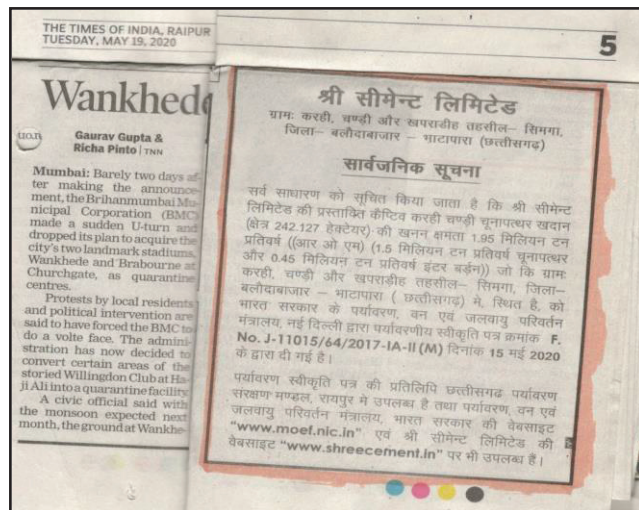 THE TIMES OF INDIA, RAIPUR
TUESDAY, MAY 19, 2020
5
Wankhede
Gaurav Gupta &
Richa Pinto | TNN
Mumbai: Barely two days af-
ter making the announce-
ment, the Brihanmumbai Mu-
nicipal Corporation (BMC)
made a sudden U-turn and
dropped its plan to acquire the
city's two landmark stadiums,
Wankhede and Brabourne at
Churchgate, as quarantine
centres.
Protests by local residents
and political intervention are
said to have forced the BMC to
do a volte face. The admini-
stration has now decided to
convert certain areas of the
storied Willingdon Club at Ha-
ji Ali into a quarantine facility
A civic official said with
the monsoon expected next
month, the ground at Wankhe-
श्री सीमेन्ट लिमिटेड
ग्रामः करही, चण्डी और खपराडीह तहसील– सिमगा,
जिला– बलौदाबाजार – भाटापारा (छत्तीसगढ़)
सार्वजनिक सूचना
सर्व साधारण को सूचित किया जाता है कि श्री सीमेन्ट
लिमिटेड की प्रस्तावित कैप्टिव करही चण्डी चूनापत्थर खदान
(क्षेत्र 242.127 हेक्टेयर) की खनन क्षमता 1.95 मिलियन टन
प्रतिवर्ष ((आर ओ एम) (1.5 मिलियन टन प्रतिवर्ष चूनापत्थर
और 0.45 मिलियन टन प्रतिवर्ष इंटर बर्डन)) जो कि ग्रामः
करही, चण्डी और खपराडीह तहसील– सिमगा, जिला–
बलौदाबाजार – भाटापारा ( छत्तीसगढ़) मे, स्थित है, को
भारत सरकार के पर्यावरण, वन एवं जलवायु परिवर्तन
मंत्रालय, नई दिल्ली द्वारा पर्यावरणीय स्वीकृति पत्र क्रमांक F.
No. J-11015/64/2017-IA-II (M) दिनांक 15 मई 2020
के द्वारा दी गई है।
पर्यावरण स्वीकृति पत्र की प्रतिलिपि छत्तीसगढ़ पर्यावरण
संरक्षण मण्डल, रायपुर मे उपलब्ध है तथा पर्यावरण, वन एवं
जलवायु परिवर्तन मंत्रालय, भारत सरकार की वेबसाइट
"www.moef.nic.in" एवं श्री सीमेन्ट लिमिटेड की
वेबसाइट "www.shreecement.in" पर भी उपलब्ध है।